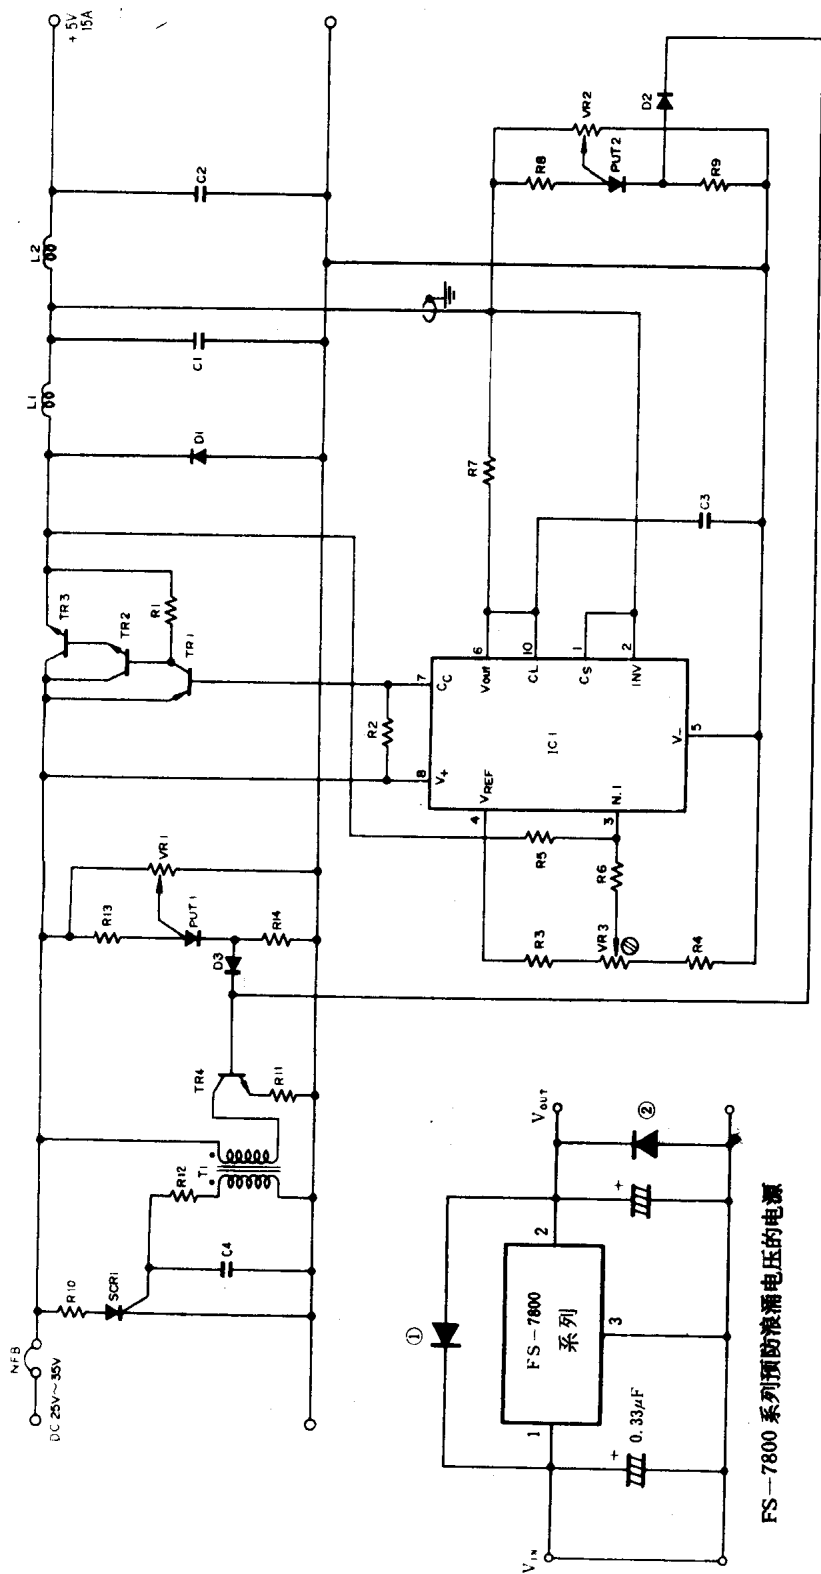 NFB
DC 25V～35V
R10
SCR1
C4
R12
T1
TR4
R11
D3
R13
VR1
PUT1
R14
TR3
TR2
TR1
R1
R2
D1
L1
C1
L2
C2
+5V
15A
8
V+
7
CC
4
VREF
3
N.I
IC1
6
Vout
10
CL
1
CS
2
INV
5
V-
R3
VR3
R4
R5
R6
R7
C3
R8
VR2
PUT2
R9
D2
①
VIN
1
FS－7800
系列
2
3
VOUT
②
+
0.33μF
+
FS－7800 系列预防浪涌电压的电源